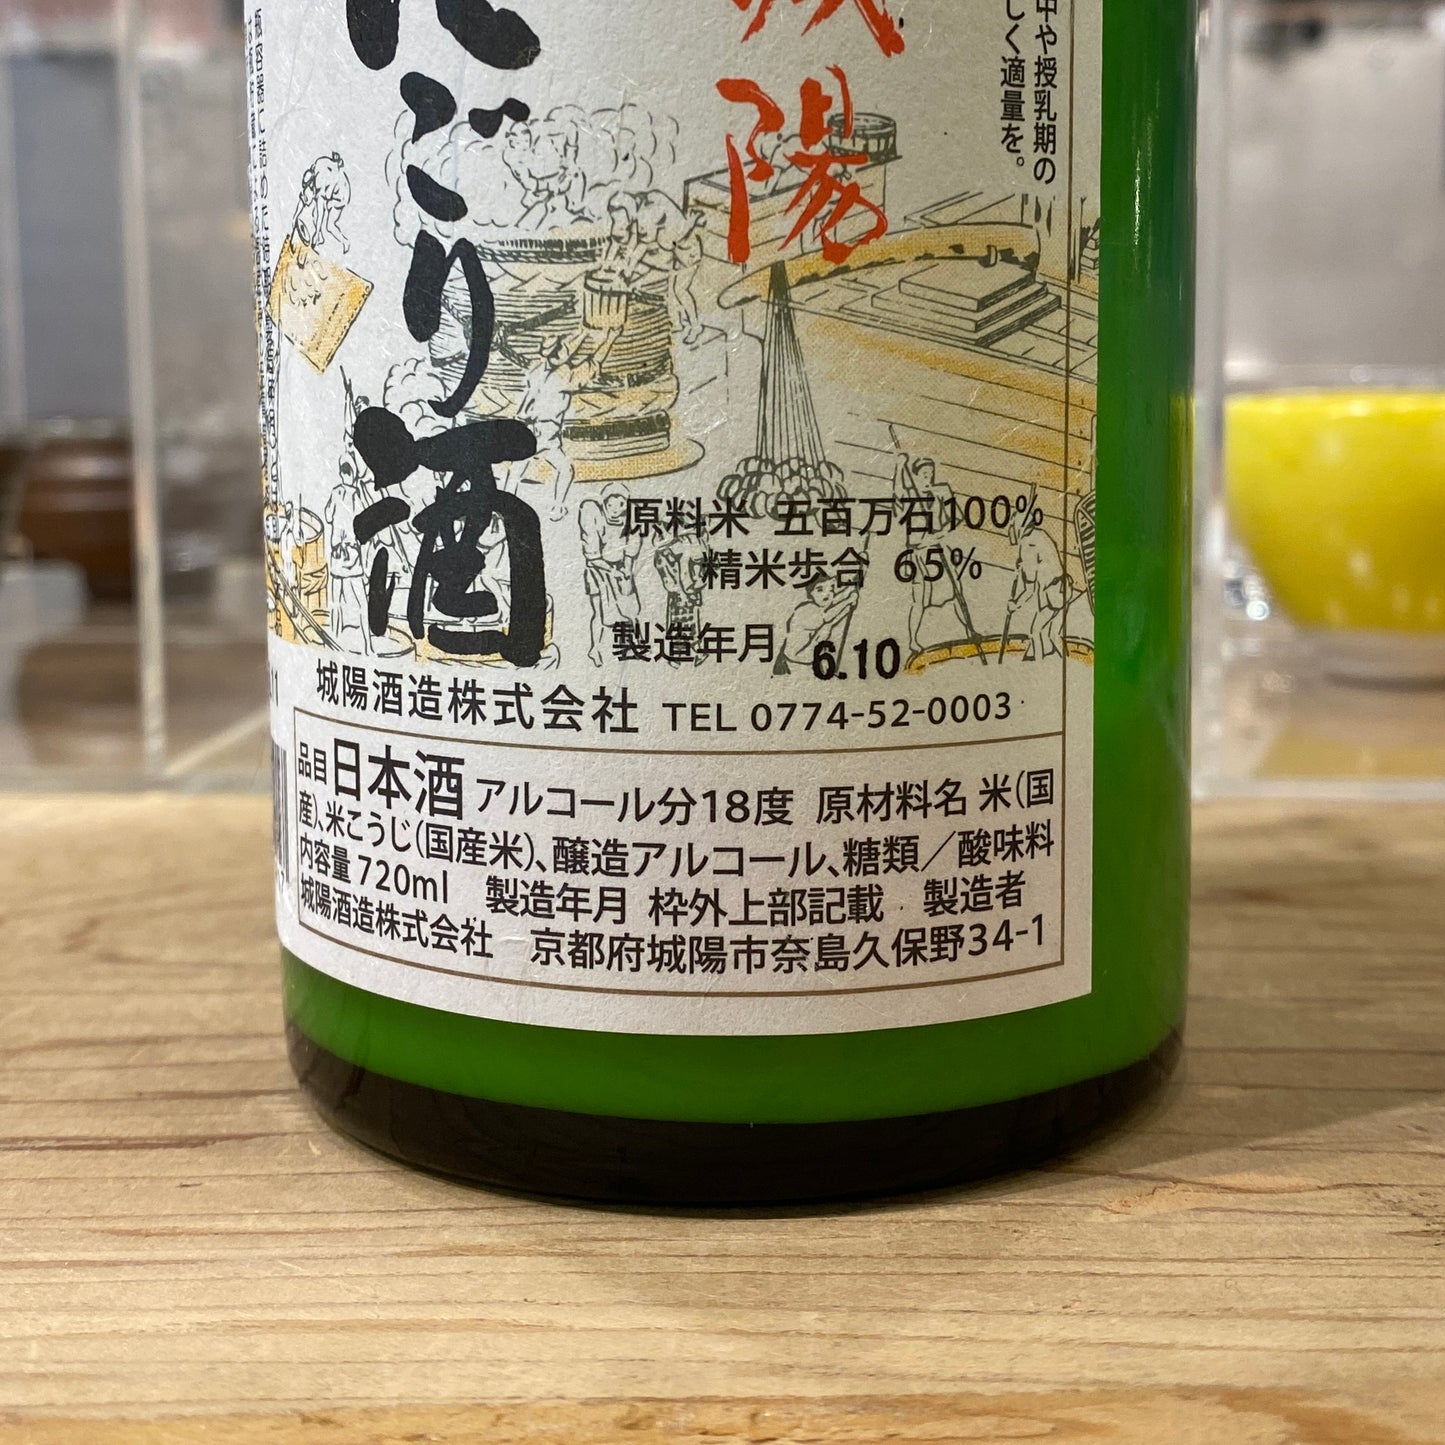 中や授乳期の
しく適量を。
城陽
にごり酒
原料米 五百万石100%
精米歩合 65%
製造年月 6.10
城陽酒造株式会社 TEL 0774-52-0003
品目日本酒 アルコール分18度 原材料名 米(国
産)、米こうじ(国産米)、醸造アルコール、糖類/酸味料
内容量 720ml 製造年月 枠外上部記載 製造者
城陽酒造株式会社 京都府城陽市奈島久保野34-1